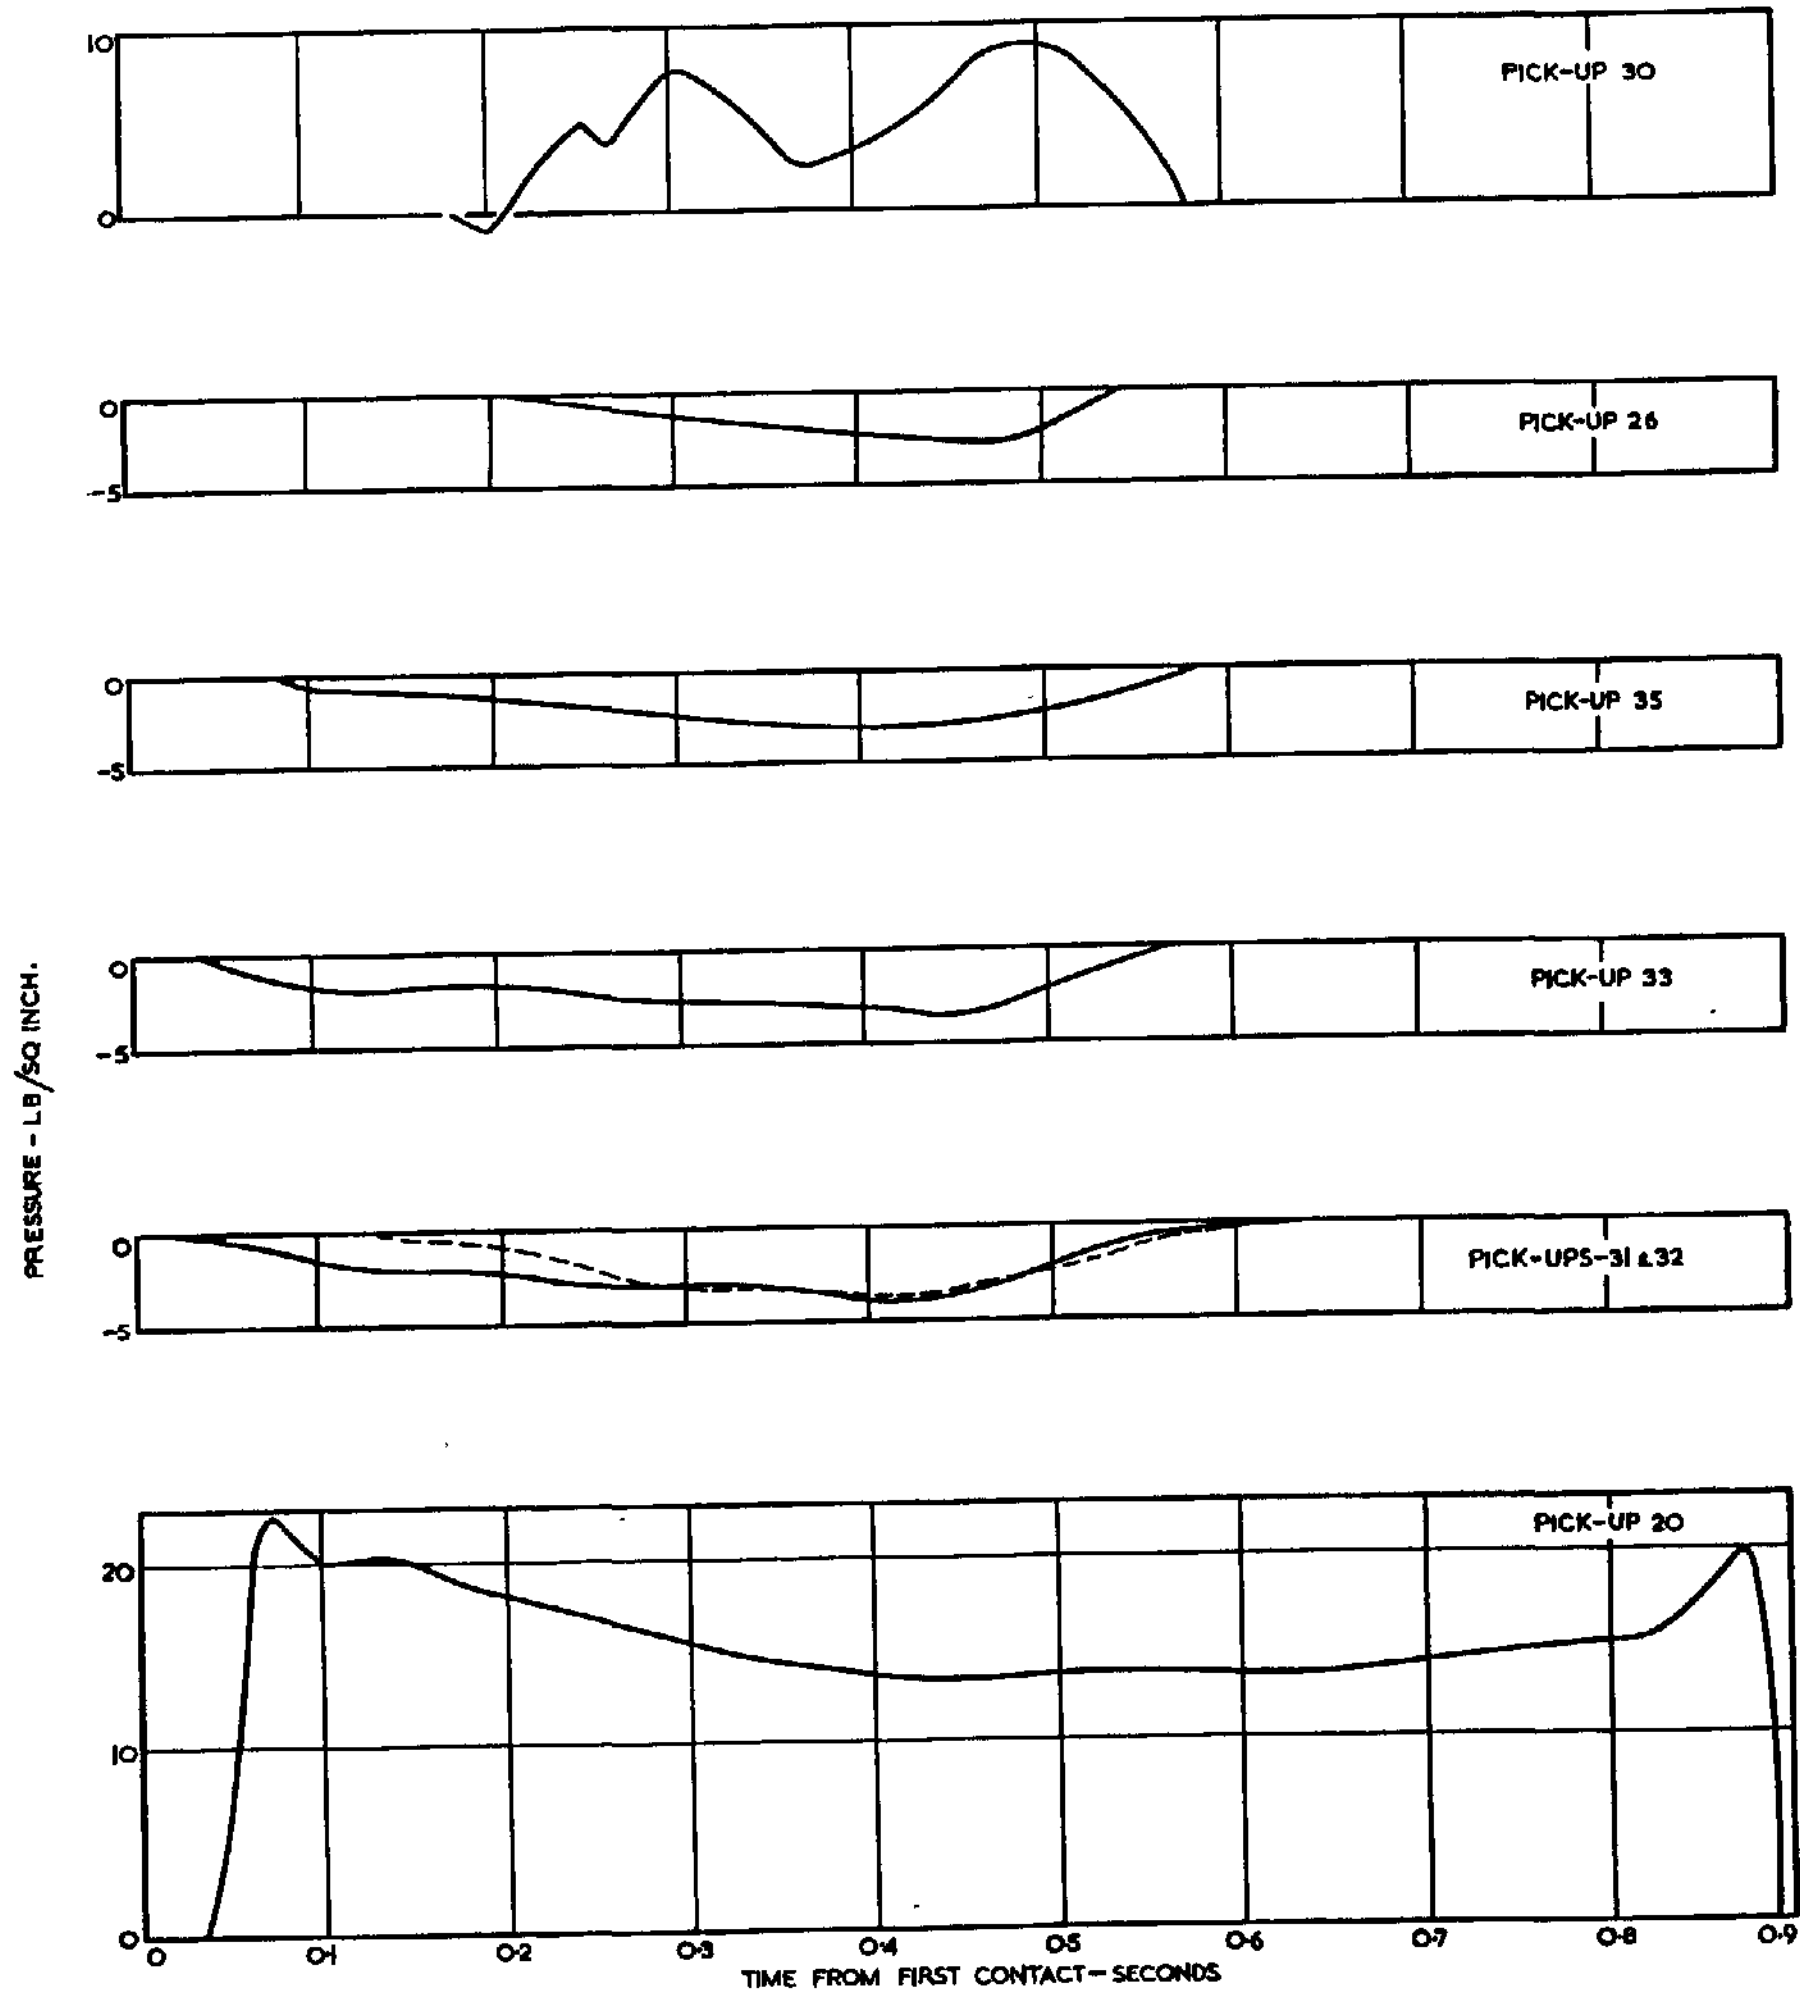 10
PICK-UP 30
0
0
PICK-UP 26
-5
0
PICK-UP 35
-5
0
PICK-UP 33
-5
PRESSURE - LB/SQ INCH.
0
PICK-UPS-31 & 32
-5
PICK-UP 20
20
10
0
0 0.1 0.2 0.3 0.4 0.5 0.6 0.7 0.8 0.9
TIME FROM FIRST CONTACT - SECONDS